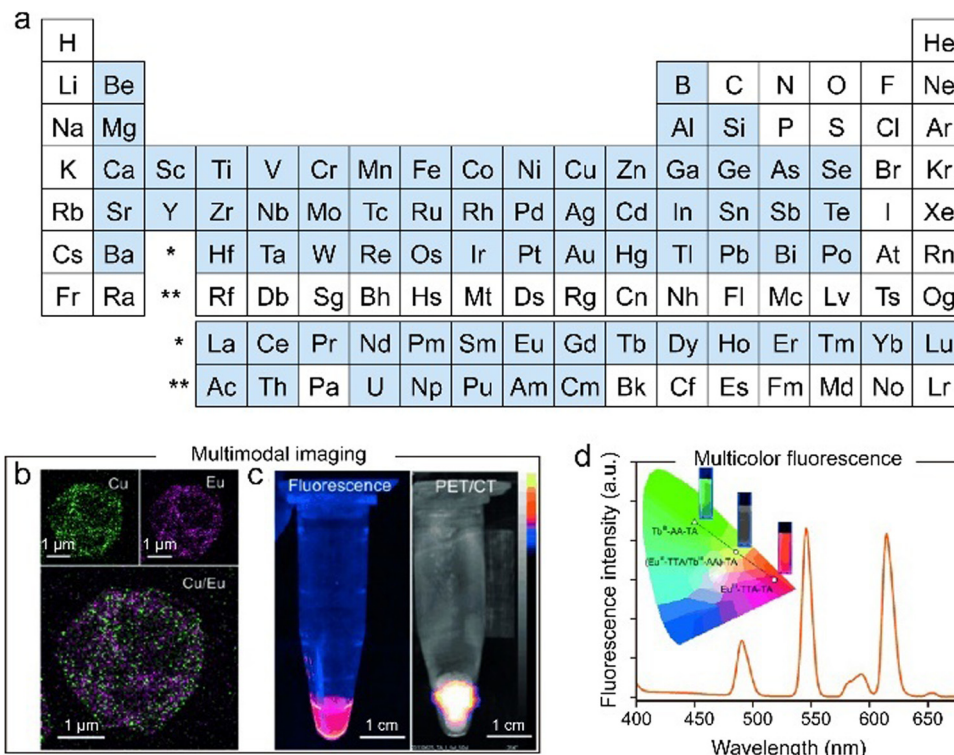 a
H He
Li Be B C N O F Ne
Na Mg Al Si P S Cl Ar
K Ca Sc Ti V Cr Mn Fe Co Ni Cu Zn Ga Ge As Se Br Kr
Rb Sr Y Zr Nb Mo Tc Ru Rh Pd Ag Cd In Sn Sb Te I Xe
Cs Ba * Hf Ta W Re Os Ir Pt Au Hg Tl Pb Bi Po At Rn
Fr Ra ** Rf Db Sg Bh Hs Mt Ds Rg Cn Nh Fl Mc Lv Ts Og
* La Ce Pr Nd Pm Sm Eu Gd Tb Dy Ho Er Tm Yb Lu
** Ac Th Pa U Np Pu Am Cm Bk Cf Es Fm Md No Lr
Multimodal imaging
b
Cu
1 µm
Eu
1 µm
Cu/Eu
1 µm
c
Fluorescence
1 cm
PET/CT
1 cm
d
Multicolor fluorescence
Fluorescence intensity (a.u.)
Tbᴵᴵᴵ-AA-TA
(Euᴵᴵᴵ-TTA/Tbᴵᴵᴵ-AA)-TA
Euᴵᴵᴵ-TTA-TA
400 450 500 550 600 650
Wavelength (nm)